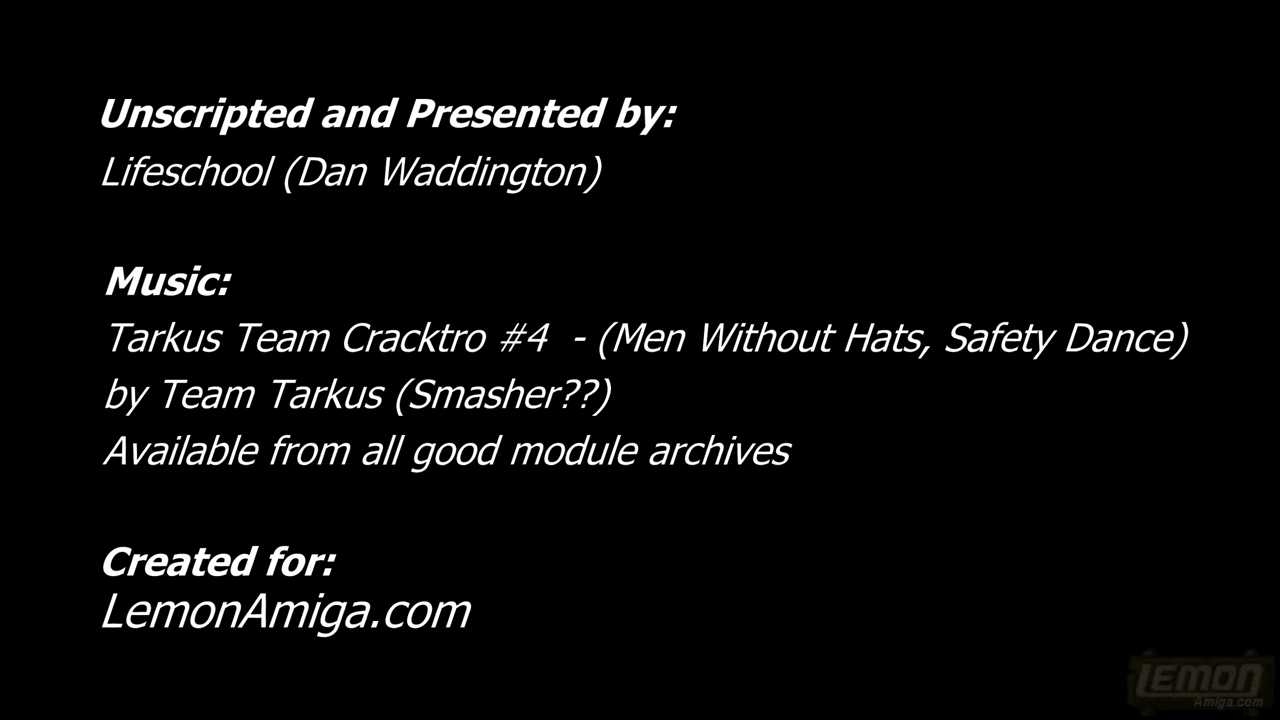 Unscripted and Presented by:
Lifeschool (Dan Waddington)
Music:
Tarkus Team Cracktro #4  - (Men Without Hats, Safety Dance)
by Team Tarkus (Smasher??)
Available from all good module archives
Created for:
LemonAmiga.com
LEMON
Amiga.com